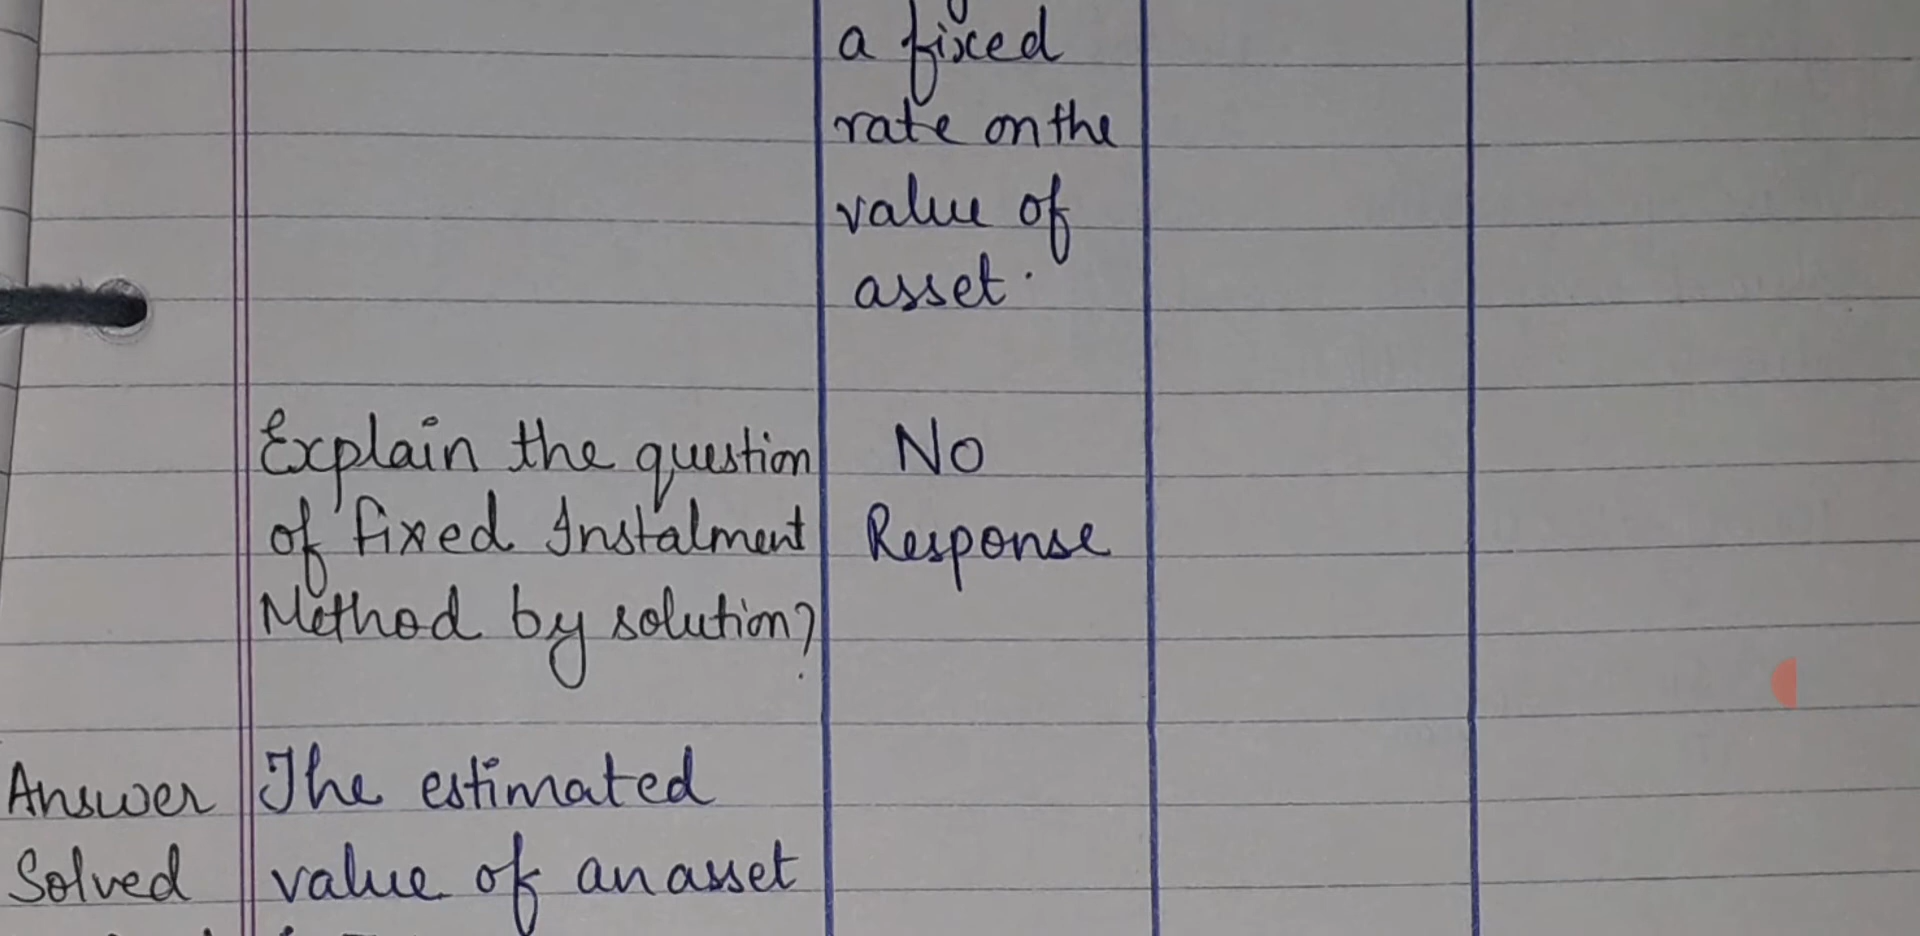 a fixed
rate on the
value of
asset.
Explain the question
of fixed Instalment
Method by solution?
No
Response
Answer
Solved
The estimated
value of an asset